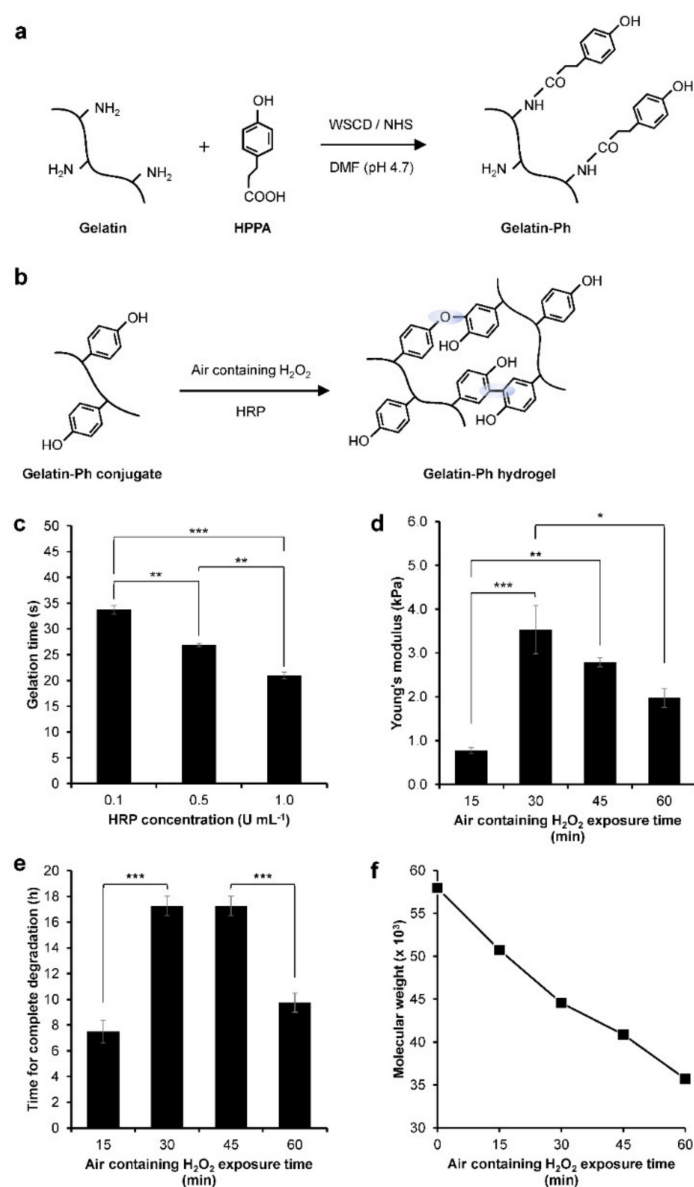 a
NH2
H2N
NH2
Gelatin
+
OH
COOH
HPPA
WSCD / NHS
DMF (pH 4.7)
OH
CO
NH
OH
CO
H2N
NH
Gelatin-Ph
b
OH
HO
Gelatin-Ph conjugate
Air containing H2O2
HRP
OH
O
HO
OH
HO
OH
Gelatin-Ph hydrogel
c
Gelation time (s)
50
45
40
35
30
25
20
15
10
5
0
***
**
**
0.1
0.5
1.0
HRP concentration (U mL-1)
d
Young's modulus (kPa)
6.0
5.0
4.0
3.0
2.0
1.0
0.0
*
**
***
15
30
45
60
Air containing H2O2 exposure time
(min)
e
Time for complete degradation (h)
20
18
16
14
12
10
8
6
4
2
0
***
***
15
30
45
60
Air containing H2O2 exposure time
(min)
f
Molecular weight (x 10³)
60
55
50
45
40
35
30
0
15
30
45
60
Air containing H2O2 exposure time
(min)